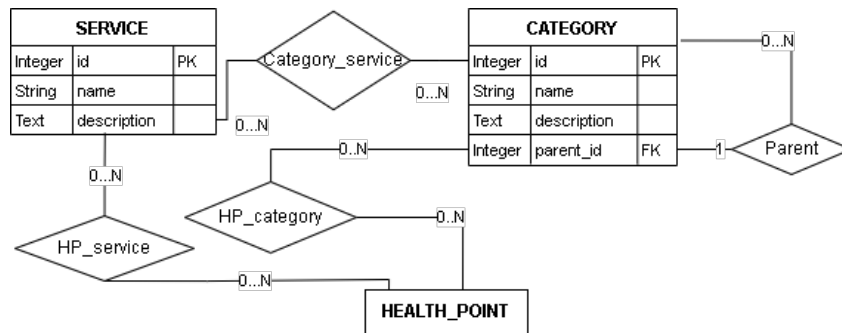 SERVICE
Integer id PK
String name
Text description
Category_service
0...N
0...N
CATEGORY
Integer id PK
String name
Text description
Integer parent_id FK
0...N
1
Parent
0...N
HP_category
0...N
0...N
HP_service
0...N
HEALTH_POINT